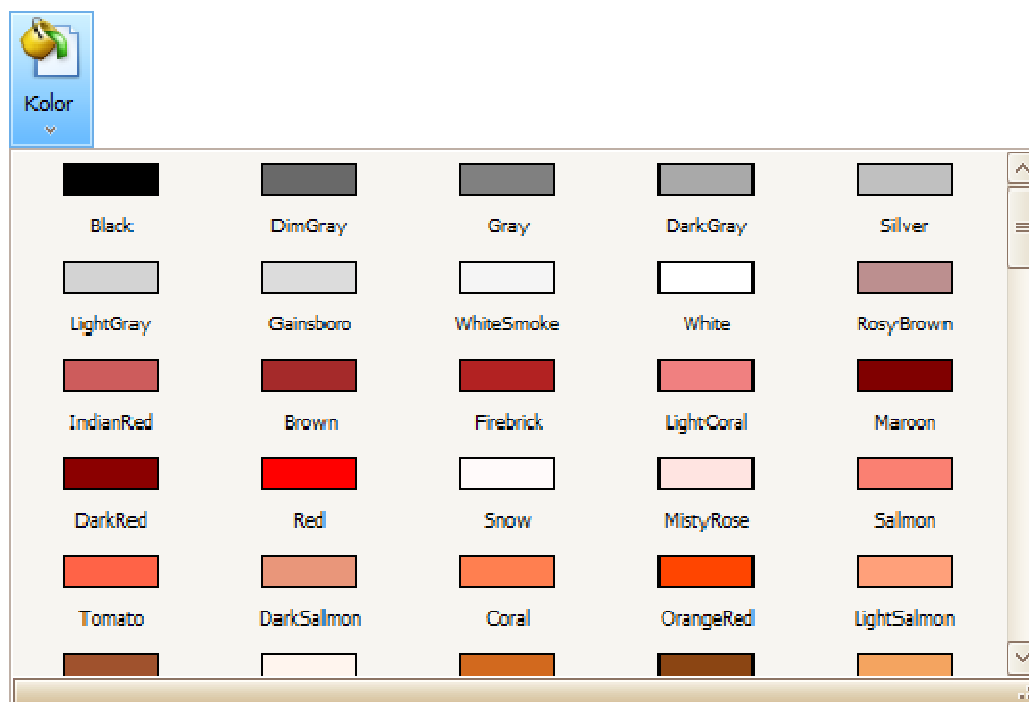 Kolor
Black DimGray Gray DarkGray Silver
LightGray Gainsboro WhiteSmoke White RosyBrown
IndianRed Brown Firebrick LightCoral Maroon
DarkRed Red Snow MistyRose Salmon
Tomato DarkSalmon Coral OrangeRed LightSalmon